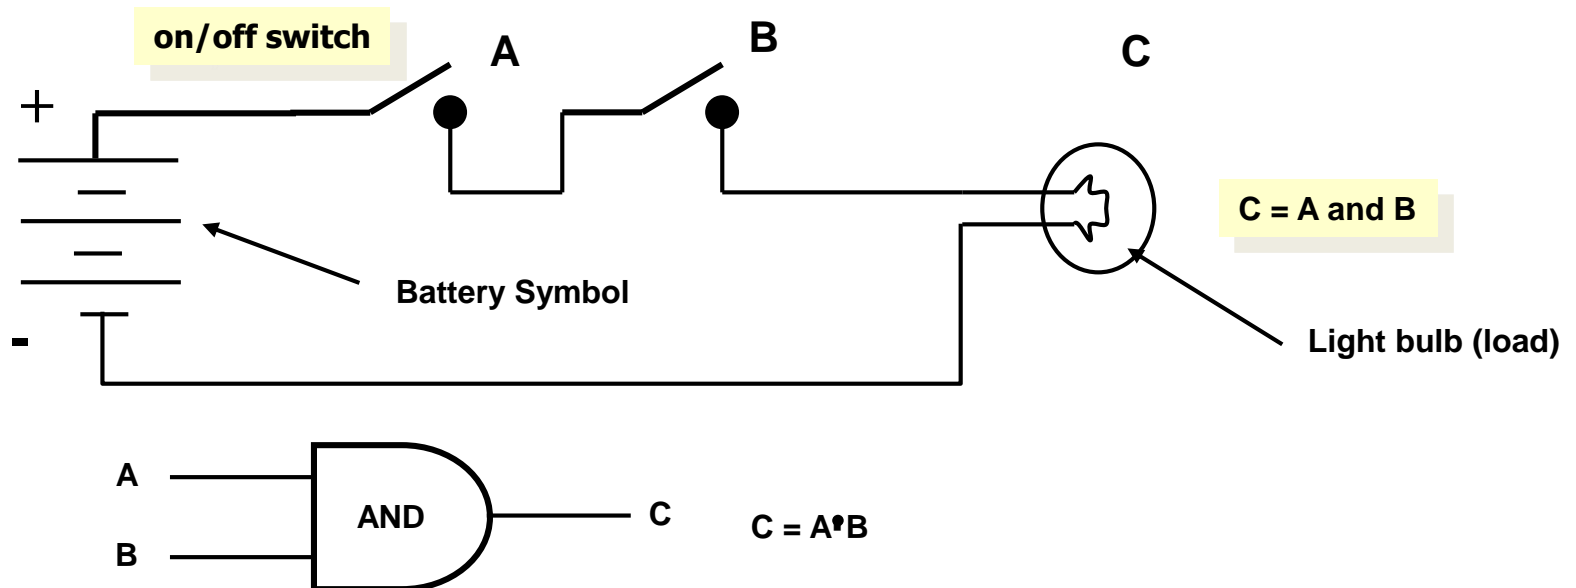 on/off switch
A
B
C
+
C = A and B
Battery Symbol
-
Light bulb (load)
A
AND
C
C = A•B
B